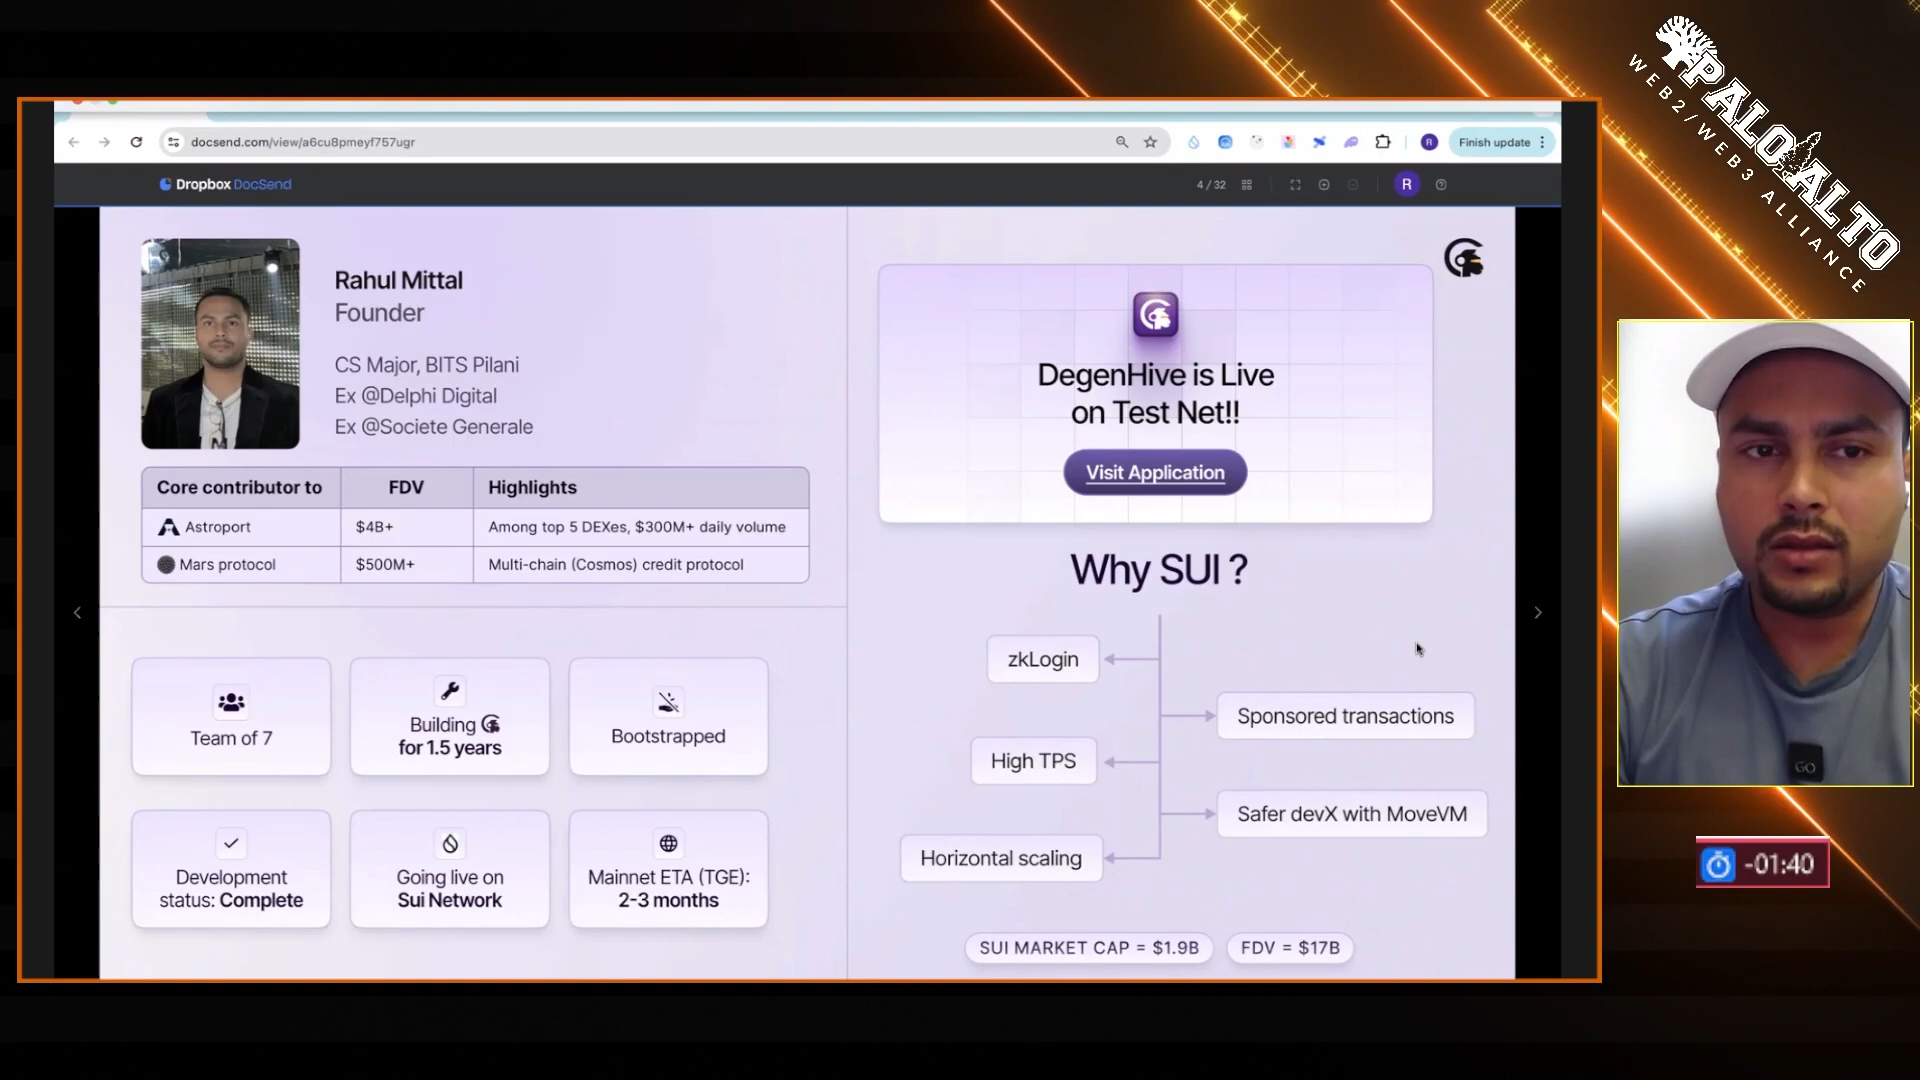 PALO ALTO
WEB2/WEB3 ALLIANCE
docsend.com/view/a6cu8pmeyf757ugr
R
Finish update
Dropbox DocSend
4 / 32
R
Rahul Mittal
Founder
CS Major, BITS Pilani
Ex @Delphi Digital
Ex @Societe Generale
Core contributor to
FDV
Highlights
Astroport
$4B+
Among top 5 DEXes, $300M+ daily volume
Mars protocol
$500M+
Multi-chain (Cosmos) credit protocol
Team of 7
Building
for 1.5 years
Bootstrapped
Development
status: Complete
Going live on
Sui Network
Mainnet ETA (TGE):
2-3 months
DegenHive is Live
on Test Net!!
Visit Application
Why SUI ?
zkLogin
Sponsored transactions
High TPS
Safer devX with MoveVM
Horizontal scaling
SUI MARKET CAP = $1.9B
FDV = $17B
GO
-01:40